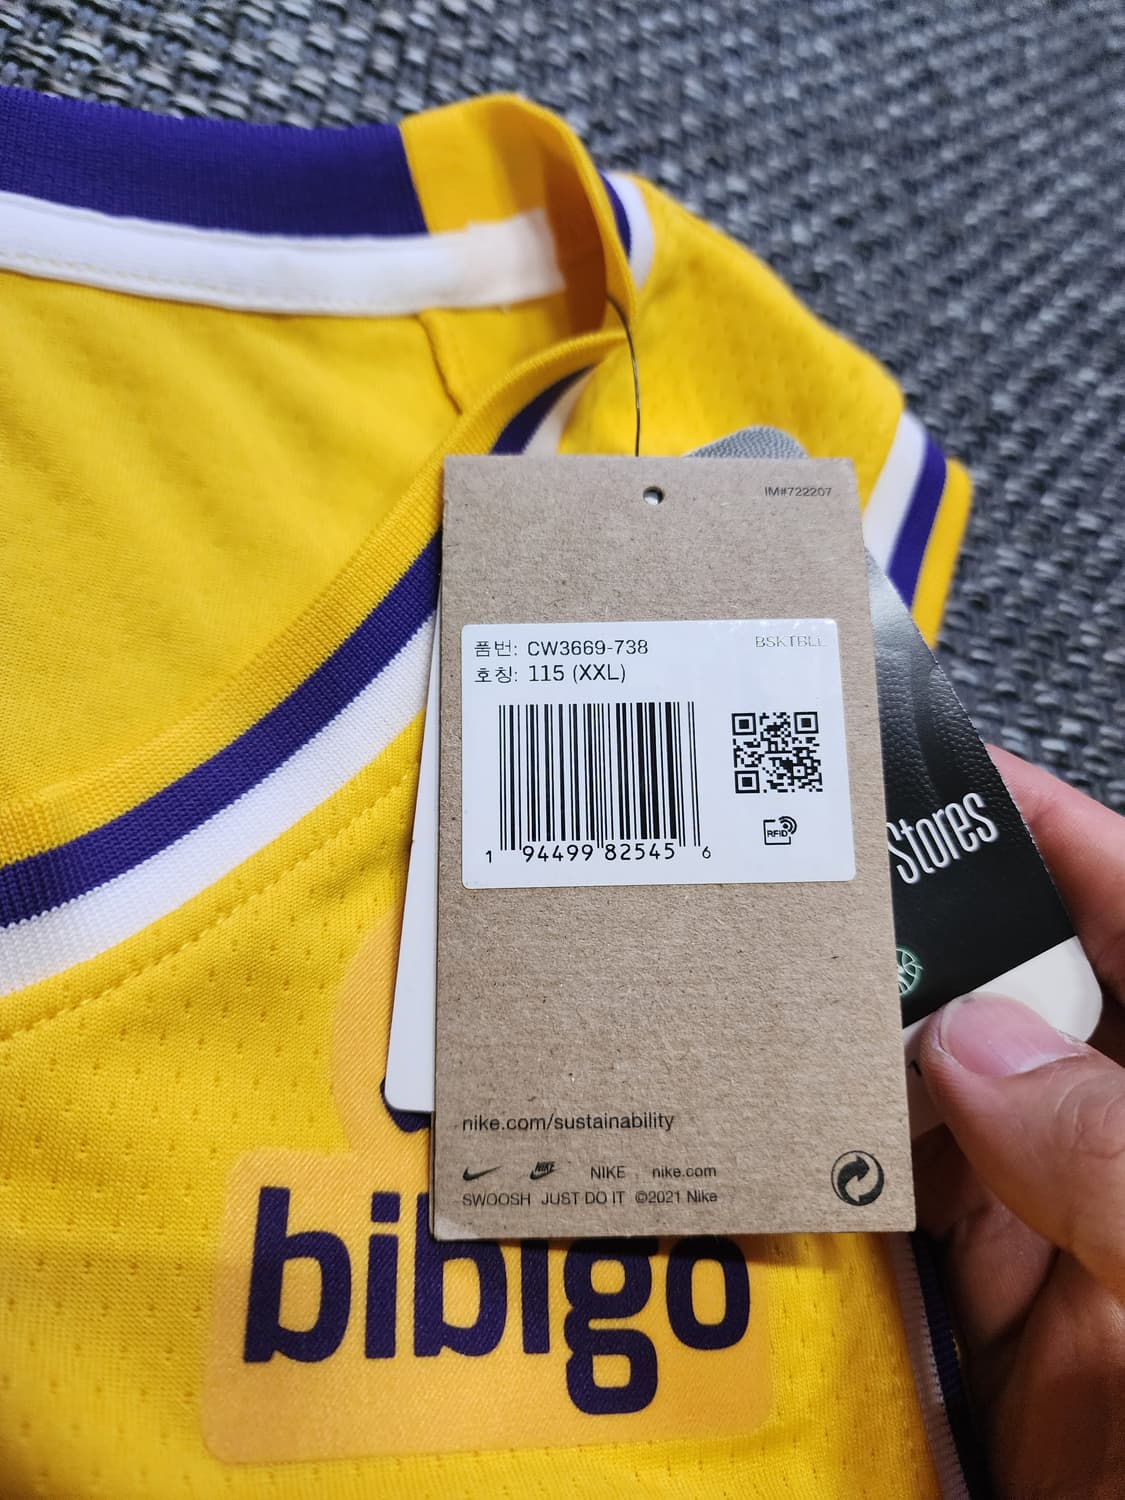 IM#722207
품번: CW3669-738
BSKTBLL
호칭: 115 (XXL)
1 94499 82545 6
RFID
Stores
nike.com/sustainability
NIKE NIKE nike.com
SWOOSH JUST DO IT ©2021 Nike
bibigo